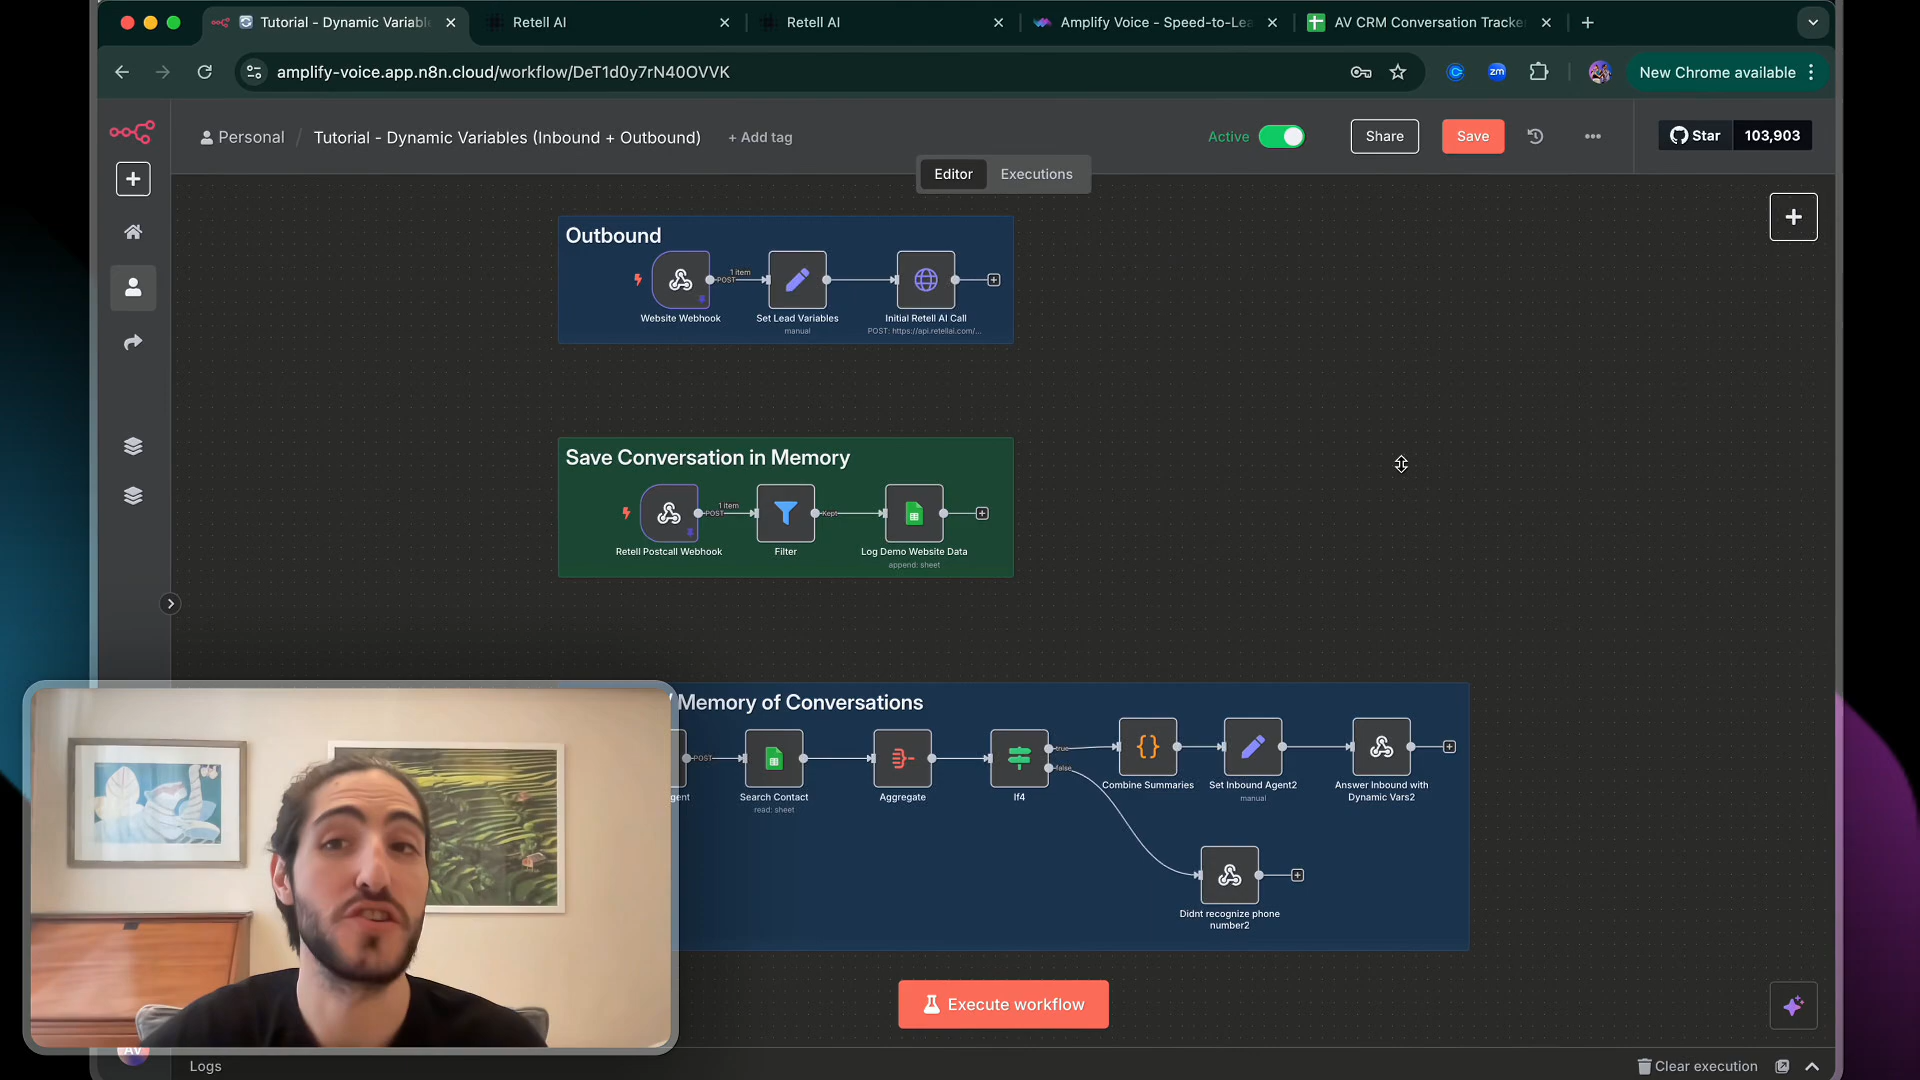 Tutorial - Dynamic Variable
Retell AI
Retell AI
Amplify Voice - Speed-to-Lea
AV CRM Conversation Tracke
amplify-voice.app.n8n.cloud/workflow/DeT1d0y7rN40OVVK
zm
New Chrome available
Personal / Tutorial - Dynamic Variables (Inbound + Outbound)
+ Add tag
Active
Share
Save
Star
103,903
Editor
Executions
Outbound
1 item
POST
Website Webhook
Set Lead Variables
manual
Initial Retell AI Call
POST: https://api.retellai.com/...
Save Conversation in Memory
1 item
POST
Kept
Retell Postcall Webhook
Filter
Log Demo Website Data
append: sheet
Memory of Conversations
POST
gent
Search Contact
read: sheet
Aggregate
If4
true
false
Combine Summaries
Set Inbound Agent2
manual
Answer Inbound with
Dynamic Vars2
Didnt recognize phone
number2
Execute workflow
AV
Logs
Clear execution